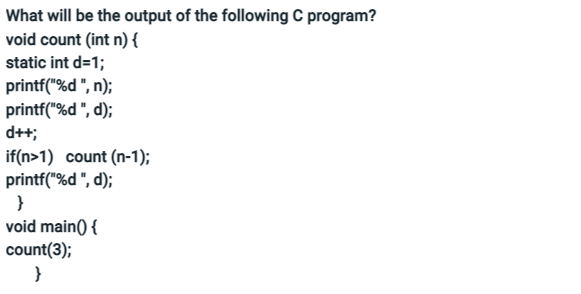 What will be the output of the following C program?
void count (int n) {
static int d=1;
printf("%d ", n);
printf("%d ", d);
d++;
if(n>1) count (n-1);
printf("%d ", d);
}
void main() {
count(3);
}